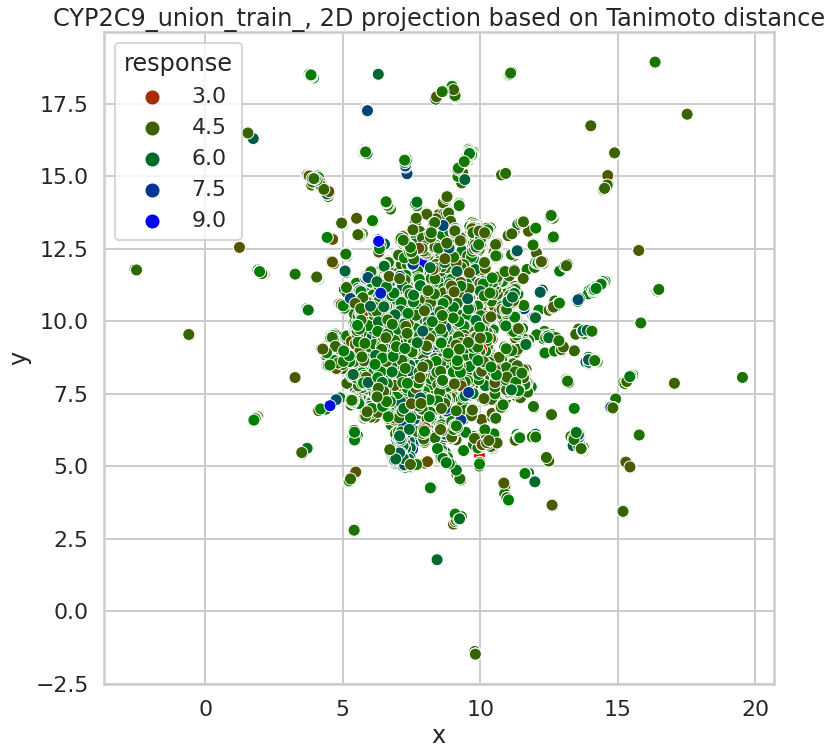 CYP2C9_union_train_, 2D projection based on Tanimoto distance
response
3.0
4.5
6.0
7.5
9.0
17.5
15.0
12.5
10.0
7.5
5.0
2.5
0.0
−2.5
y
0 5 10 15 20
x